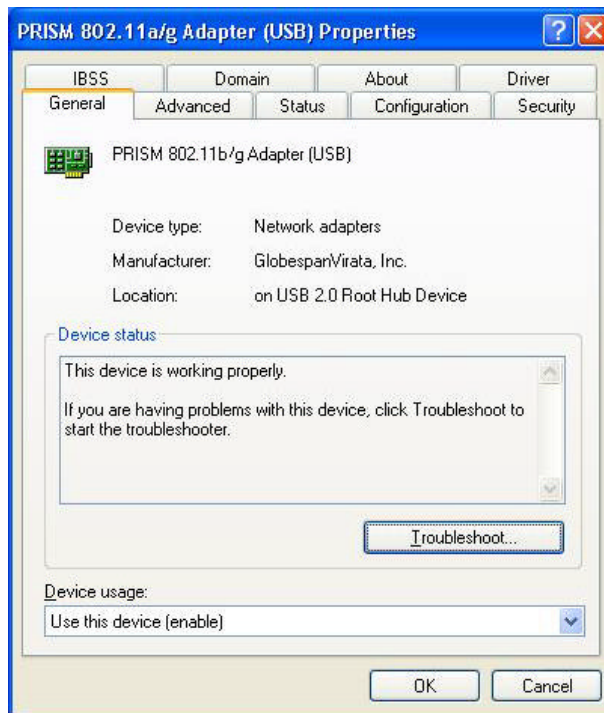 PRISM 802.11a/g Adapter (USB) Properties
IBSS Domain About Driver
General Advanced Status Configuration Security
PRISM 802.11b/g Adapter (USB)
Device type: Network adapters
Manufacturer: GlobespanVirata, Inc.
Location: on USB 2.0 Root Hub Device
Device status
This device is working properly.
If you are having problems with this device, click Troubleshoot to
start the troubleshooter.
Troubleshoot...
Device usage:
Use this device (enable)
OK Cancel